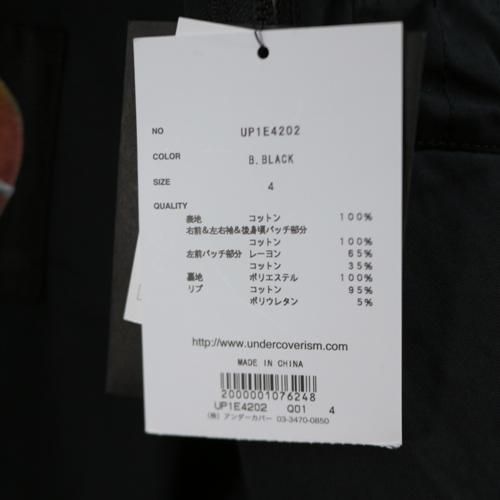 NO UP1E4202
COLOR B.BLACK
SIZE 4
QUALITY
表地 コットン 100%
右前&左右袖&後身頃パッチ部分
コットン 100%
左前パッチ部分 レーヨン 65%
コットン 35%
裏地 ポリエステル 100%
リブ コットン 95%
ポリウレタン 5%
http://www.undercoverism.com
MADE IN CHINA
2000001076248
UP1E4202 Q01 4
(株) アンダーカバー 03-3470-0850